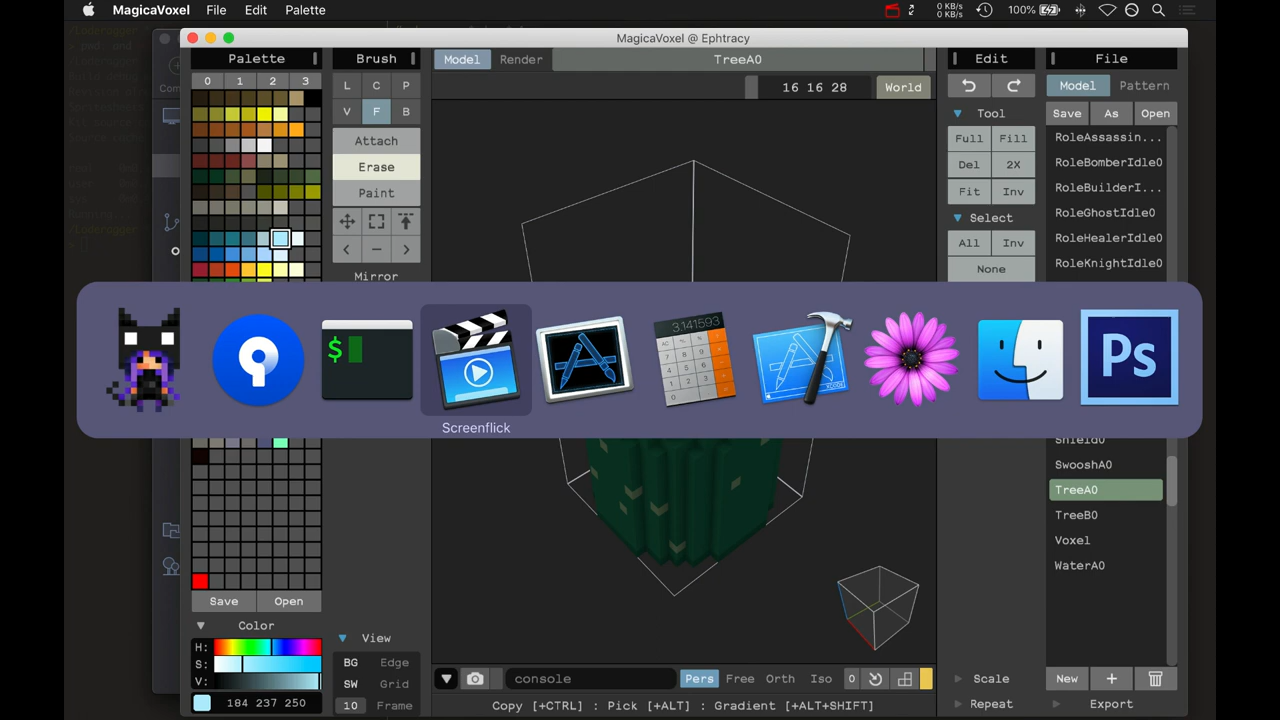 MagicaVoxel File Edit Palette
0 KB/s
0 KB/s
100%
MagicaVoxel @ Ephtracy
Palette
0 1 2 3
Save Open
Color
H:
S:
V:
184 237 250
Brush
L C P
V F B
Attach
Erase
Paint
Mirror
View
BG Edge
SW Grid
10 Frame
Model Render TreeA0
16 16 28 World
3.141593
$
Ps
Screenflick
console Pers Free Orth Iso 0
Copy [+CTRL] : Pick [+ALT] : Gradient [+ALT+SHIFT]
Edit
Tool
Full Fill
Del 2X
Fit Inv
Select
All Inv
None
Scale
Repeat
File
Model Pattern
Save As Open
RoleAssassin...
RoleBomberIdle0
RoleBuilderI...
RoleGhostIdle0
RoleHealerIdle0
RoleKnightIdle0
Shield0
SwooshA0
TreeA0
TreeB0
Voxel
WaterA0
New +
Export